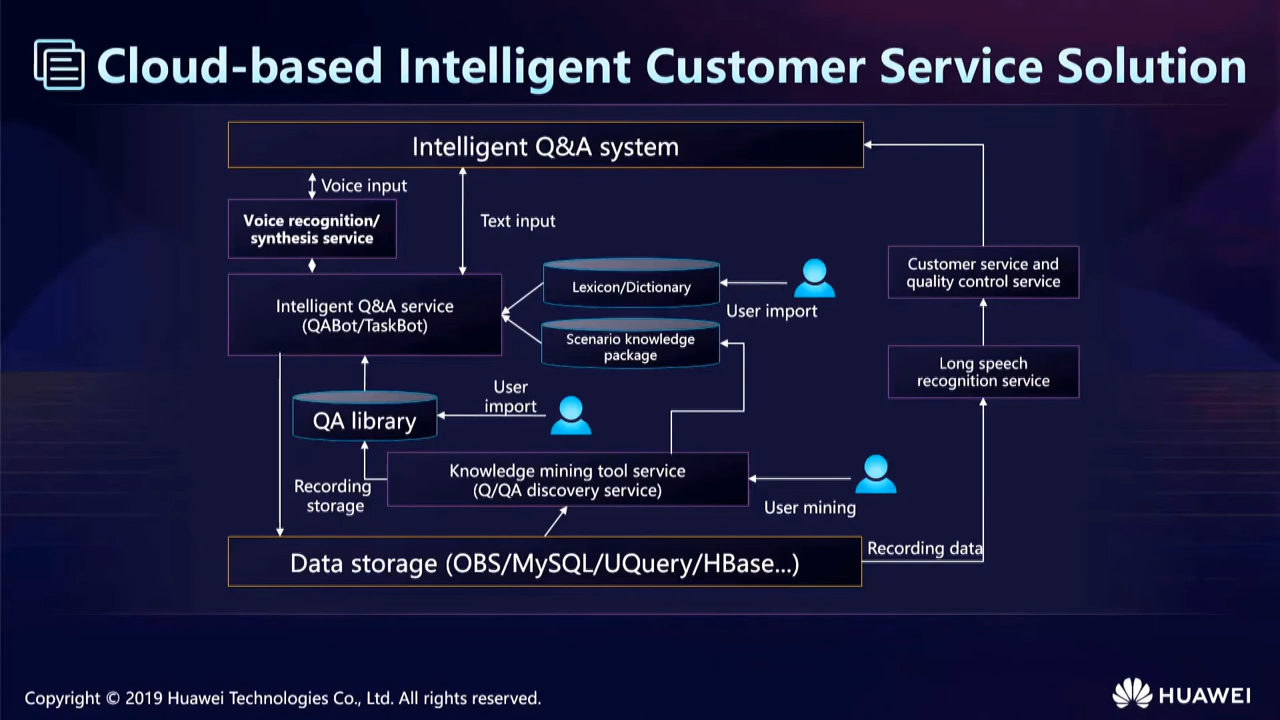 Cloud-based Intelligent Customer Service Solution
Intelligent Q&A system
Voice input
Voice recognition/
synthesis service
Text input
Intelligent Q&A service
(QABot/TaskBot)
Lexicon/Dictionary
User import
Scenario knowledge
package
Customer service and
quality control service
Long speech
recognition service
User
import
QA library
Knowledge mining tool service
(Q/QA discovery service)
Recording
storage
User mining
Data storage (OBS/MySQL/UQuery/HBase...)
Recording data
Copyright © 2019 Huawei Technologies Co., Ltd. All rights reserved.
HUAWEI